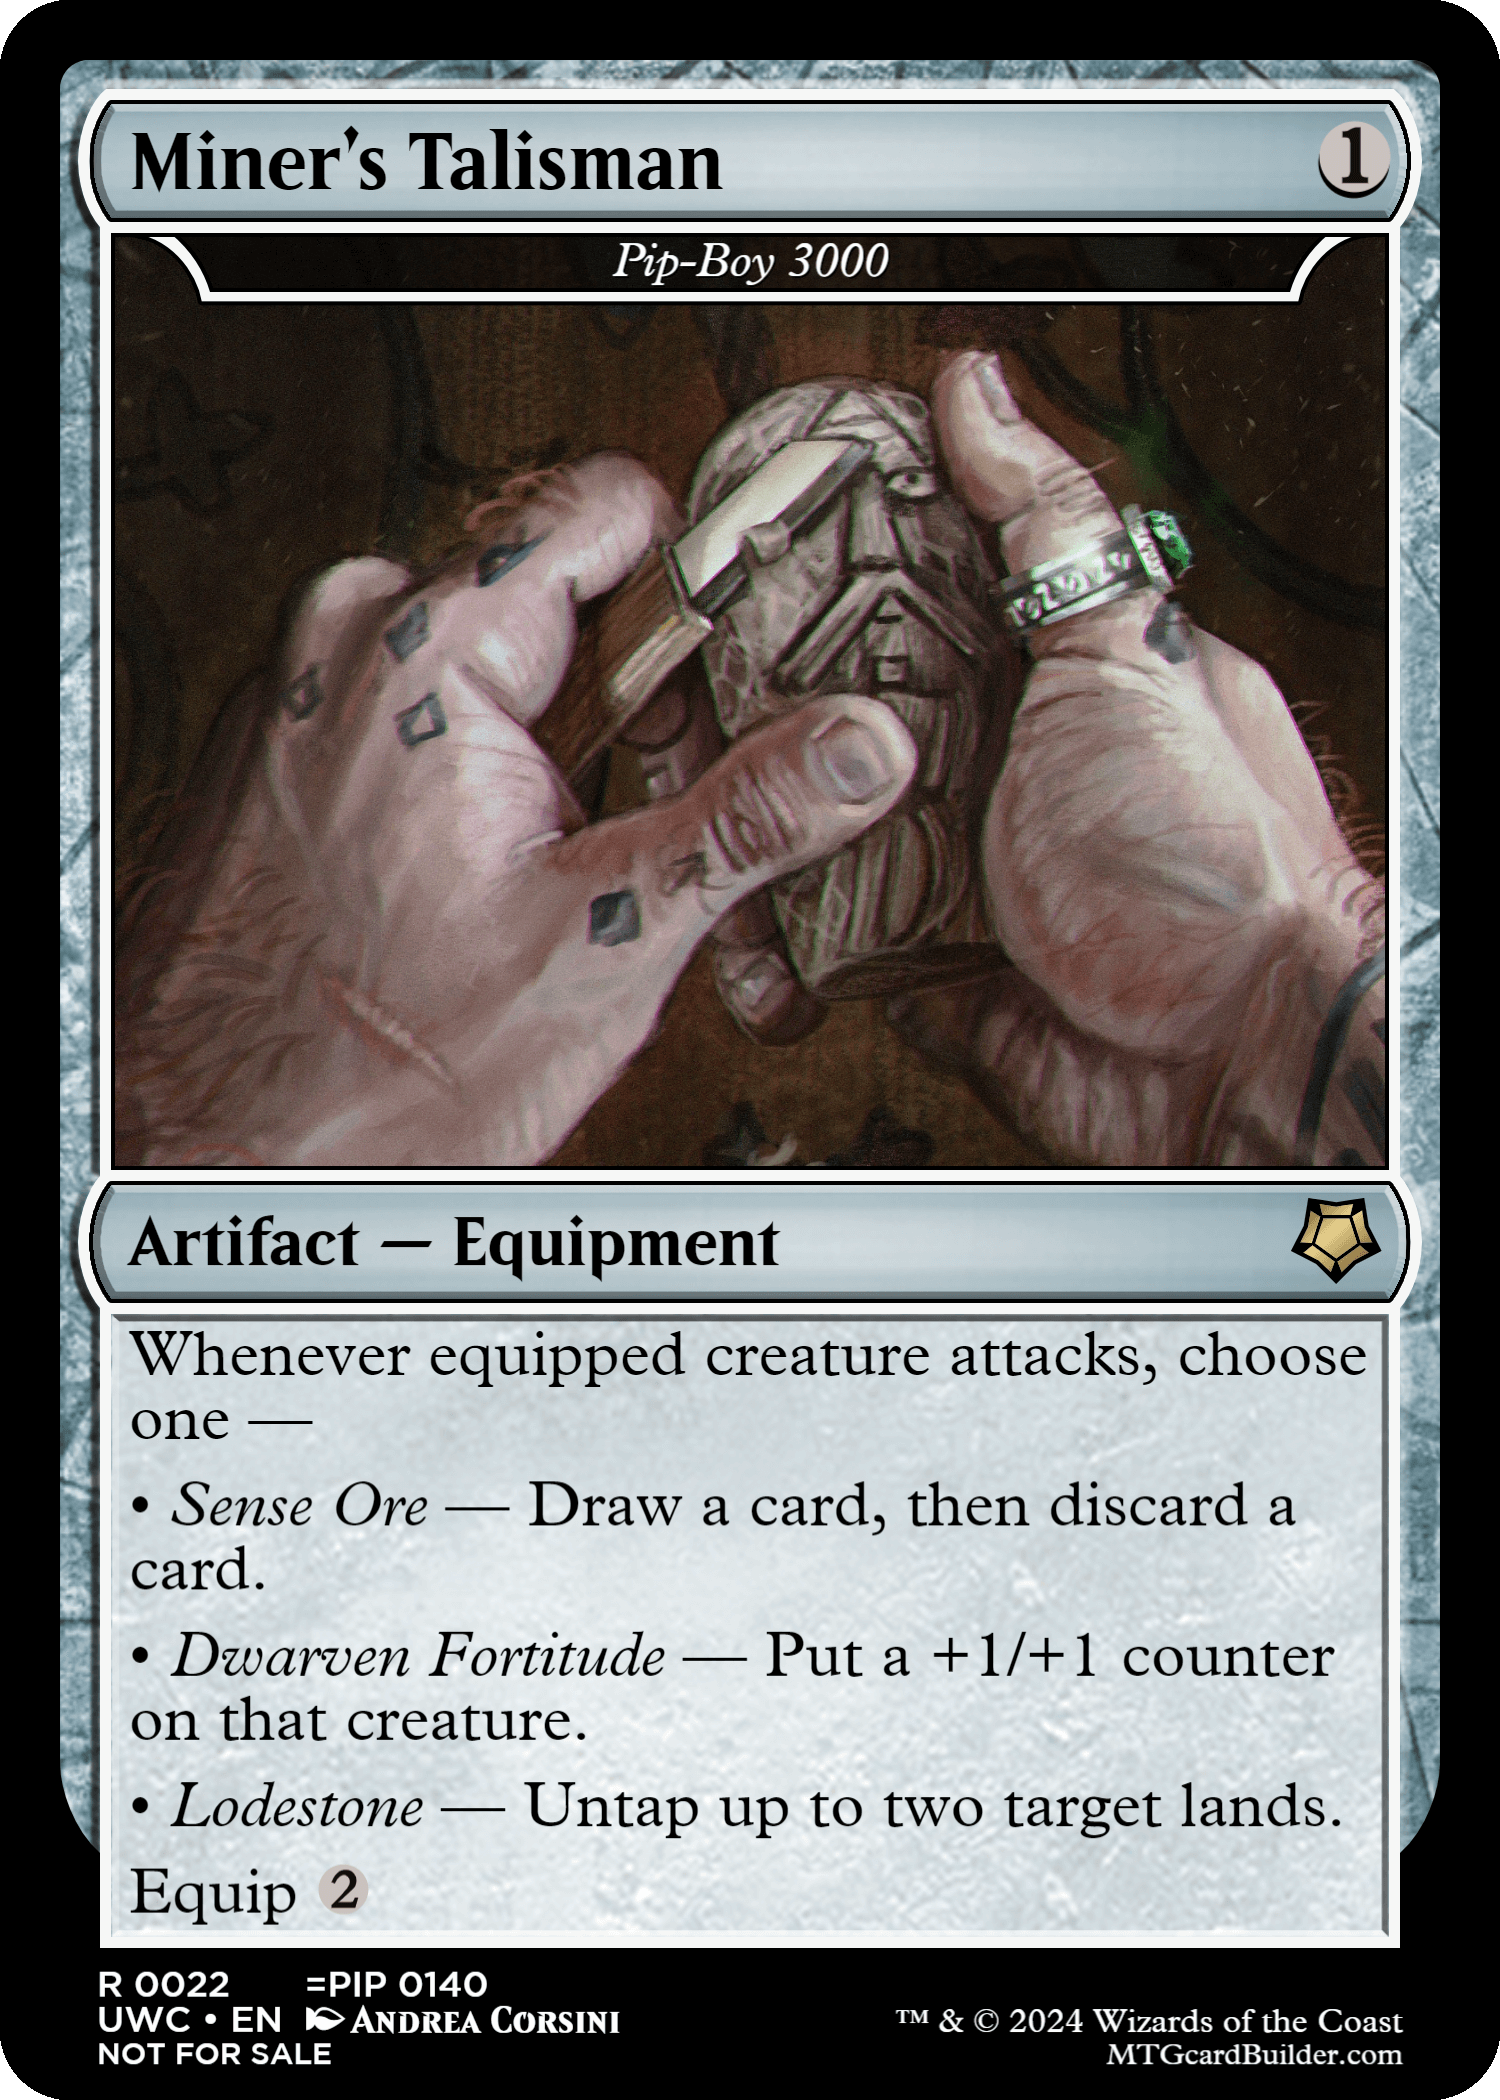 Miner's Talisman 1
Pip-Boy 3000
Artifact — Equipment
Whenever equipped creature attacks, choose
one —
• Sense Ore — Draw a card, then discard a
card.
• Dwarven Fortitude — Put a +1/+1 counter
on that creature.
• Lodestone — Untap up to two target lands.
Equip 2
R 0022 =PIP 0140
UWC • EN ANDREA CORSINI
NOT FOR SALE
™ & © 2024 Wizards of the Coast
MTGcardBuilder.com